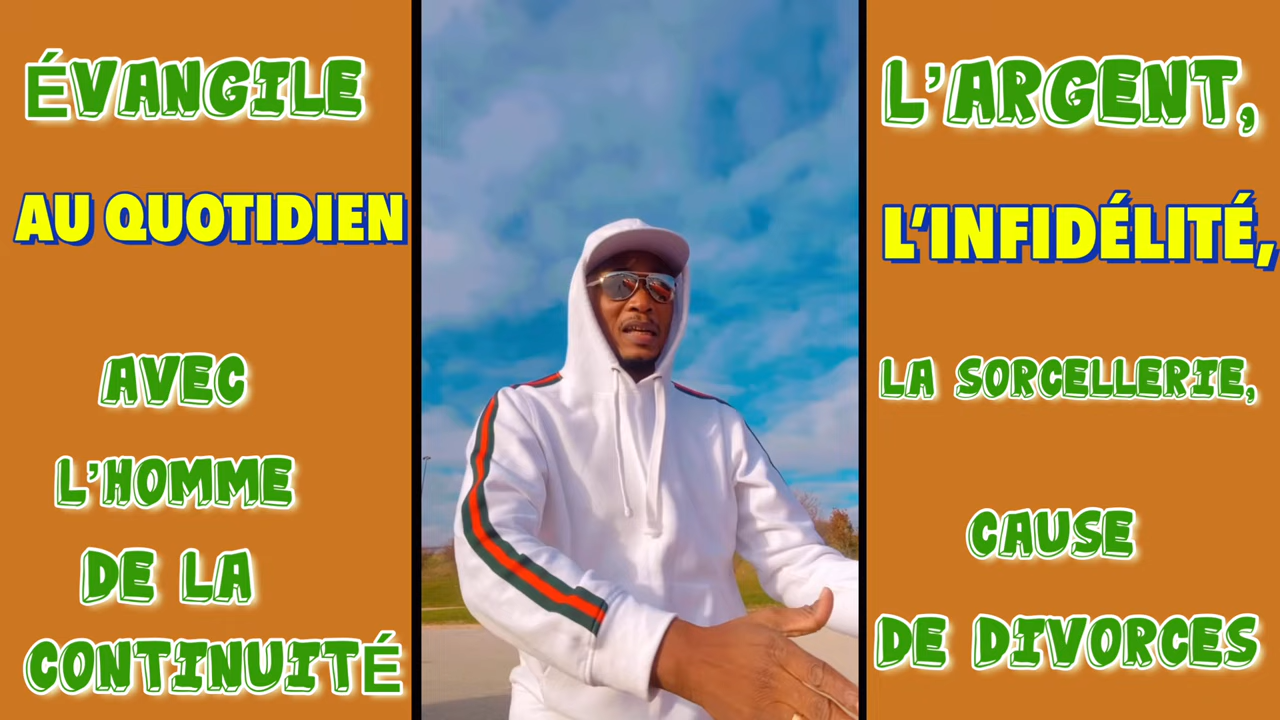 ÉVANGILE
AU QUOTIDIEN
AVEC
L'HOMME
DE LA
CONTINUITÉ
L'ARGENT,
L'INFIDÉLITÉ,
LA SORCELLERIE,
CAUSE
DE DIVORCES